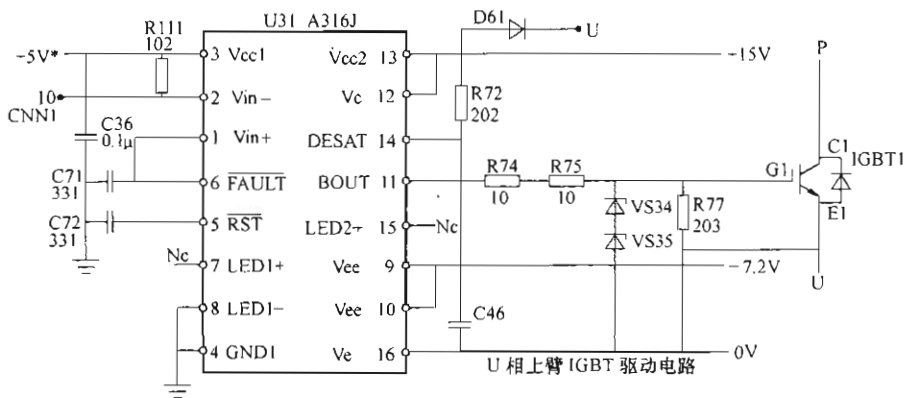 U31 A316J
D61
U
R111
102
-5V*
3 Vcc1
Vcc2 13
-15V
P
10
CNN1
2 Vin-
Vc 12
R72
202
C36
0.1μ
1 Vin+
DESAT 14
C1
IGBT1
C71
331
6 FAULT
BOUT 11
R74
10
R75
10
G1
C72
331
5 RST
LED2+ 15
Nc
VS34
R77
203
E1
Nc
7 LED1+
Vee 9
VS35
-7.2V
U
8 LED1-
Vee 10
C46
4 GND1
Ve 16
0V
U 相上臂 IGBT 驱动电路